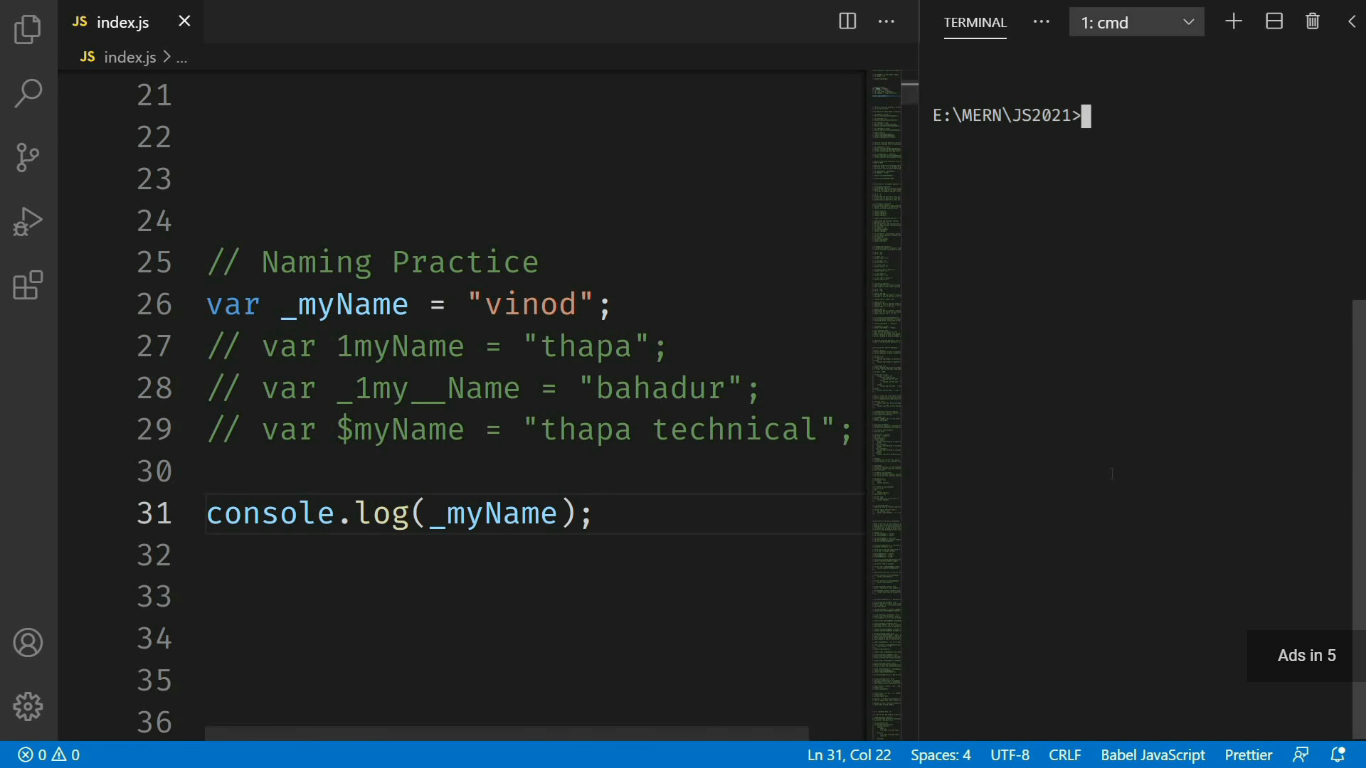 JS index.js
TERMINAL ··· 1: cmd
JS index.js > ...
21
22
E:\MERN\JS2021>
23
24
25 // Naming Practice
26 var _myName = "vinod";
27 // var 1myName = "thapa";
28 // var _1my__Name = "bahadur";
29 // var $myName = "thapa technical";
30
31 console.log(_myName);
32
33
34
35
36
Ads in 5
0 0 Ln 31, Col 22 Spaces: 4 UTF-8 CRLF Babel JavaScript Prettier